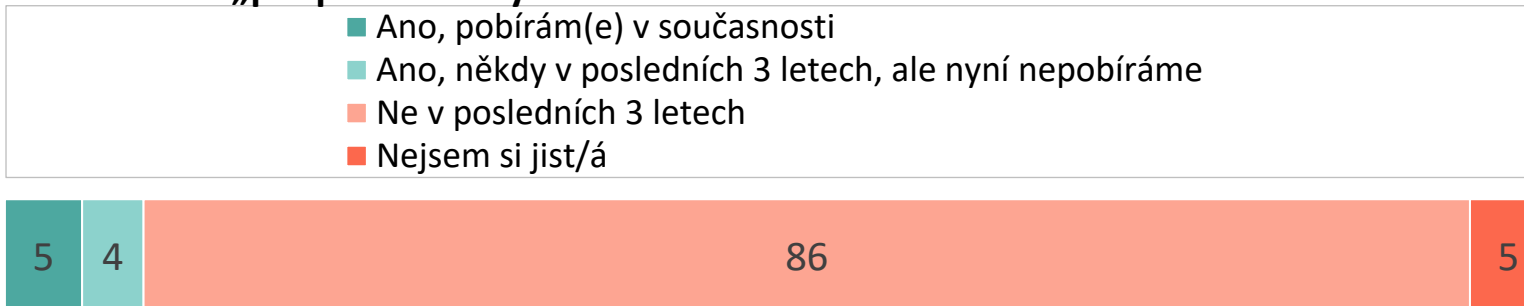 Ano, pobírám(e) v současnosti
Ano, někdy v posledních 3 letech, ale nyní nepobíráme
Ne v posledních 3 letech
Nejsem si jist/á
5 4 86 5